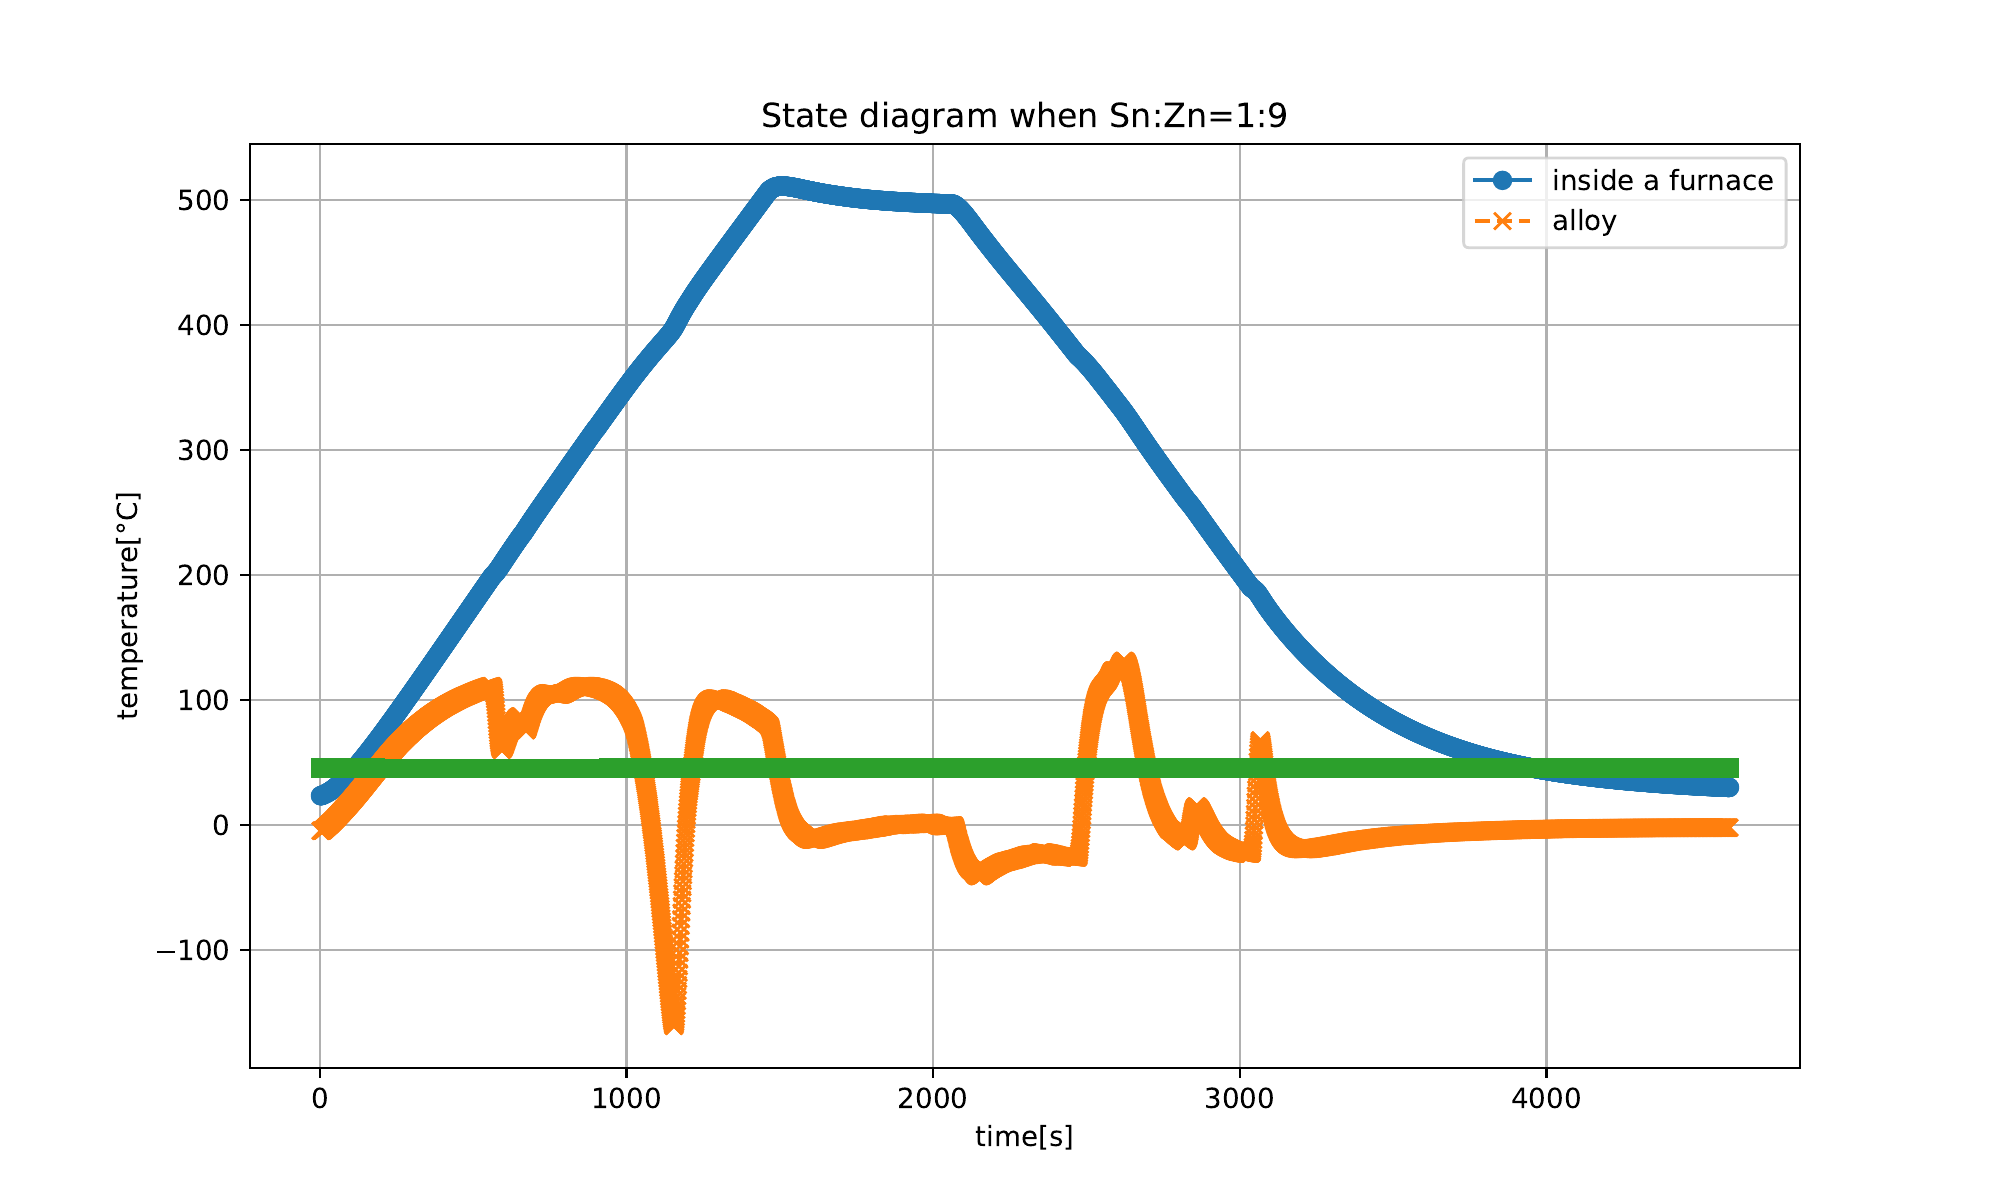 State diagram when Sn:Zn=1:9
inside a furnace
alloy
500
400
300
200
100
0
−100
temperature[°C]
0 1000 2000 3000 4000
time[s]